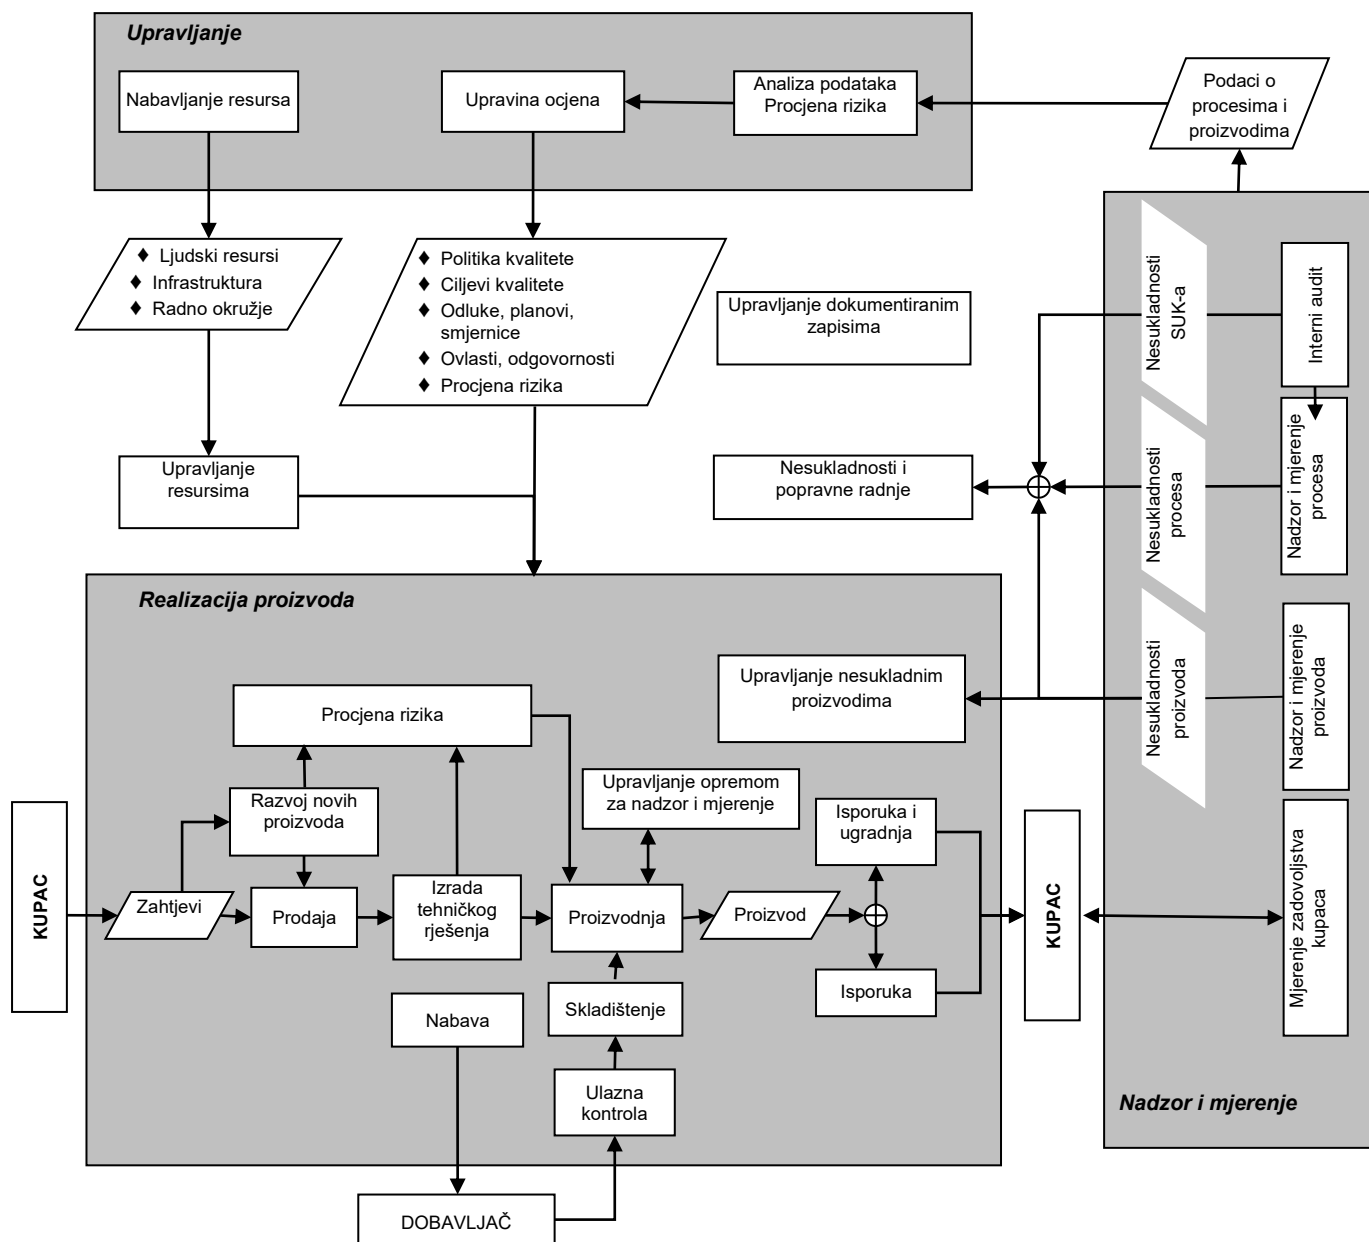 Upravljanje
Nabavljanje resursa
Upravina ocjena
Analiza podataka
Procjena rizika
Podaci o
procesima i
proizvodima
♦ Ljudski resursi
♦ Infrastruktura
♦ Radno okružje
♦ Politika kvalitete
♦ Ciljevi kvalitete
♦ Odluke, planovi,
smjernice
♦ Ovlasti, odgovornosti
♦ Procjena rizika
Upravljanje dokumentiranim
zapisima
Nesukladnosti
SUK-a
Interni audit
Upravljanje
resursima
Nesukladnosti i
popravne radnje
Nesukladnosti
procesa
Nadzor i mjerenje
procesa
Realizacija proizvoda
Upravljanje nesukladnim
proizvodima
Nesukladnosti
proizvoda
Nadzor i mjerenje
proizvoda
Procjena rizika
Razvoj novih
proizvoda
Upravljanje opremom
za nadzor i mjerenje
Isporuka i
ugradnja
KUPAC
Zahtjevi
Prodaja
Izrada
tehničkog
rješenja
Proizvodnja
Proizvod
KUPAC
Mjerenje zadovoljstva
kupaca
Isporuka
Skladištenje
Nabava
Ulazna
kontrola
Nadzor i mjerenje
DOBAVLJAČ